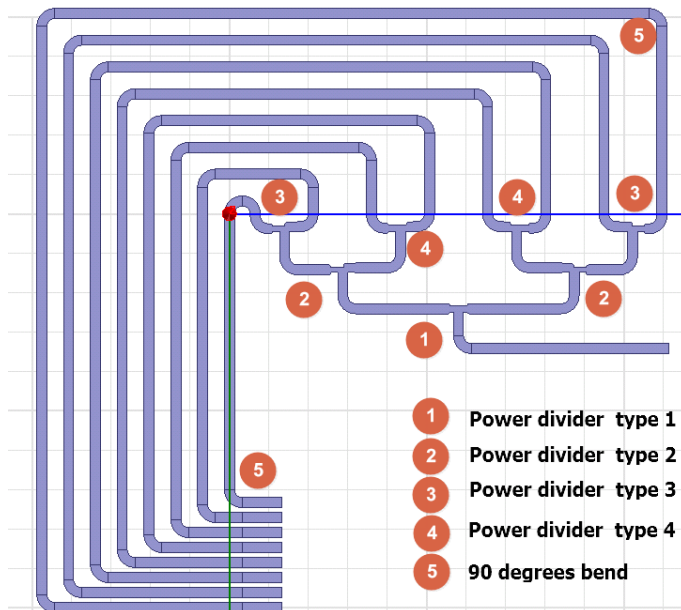 5
3
4
3
4
2
2
1
5
1 Power divider type 1
2 Power divider type 2
3 Power divider type 3
4 Power divider type 4
5 90 degrees bend